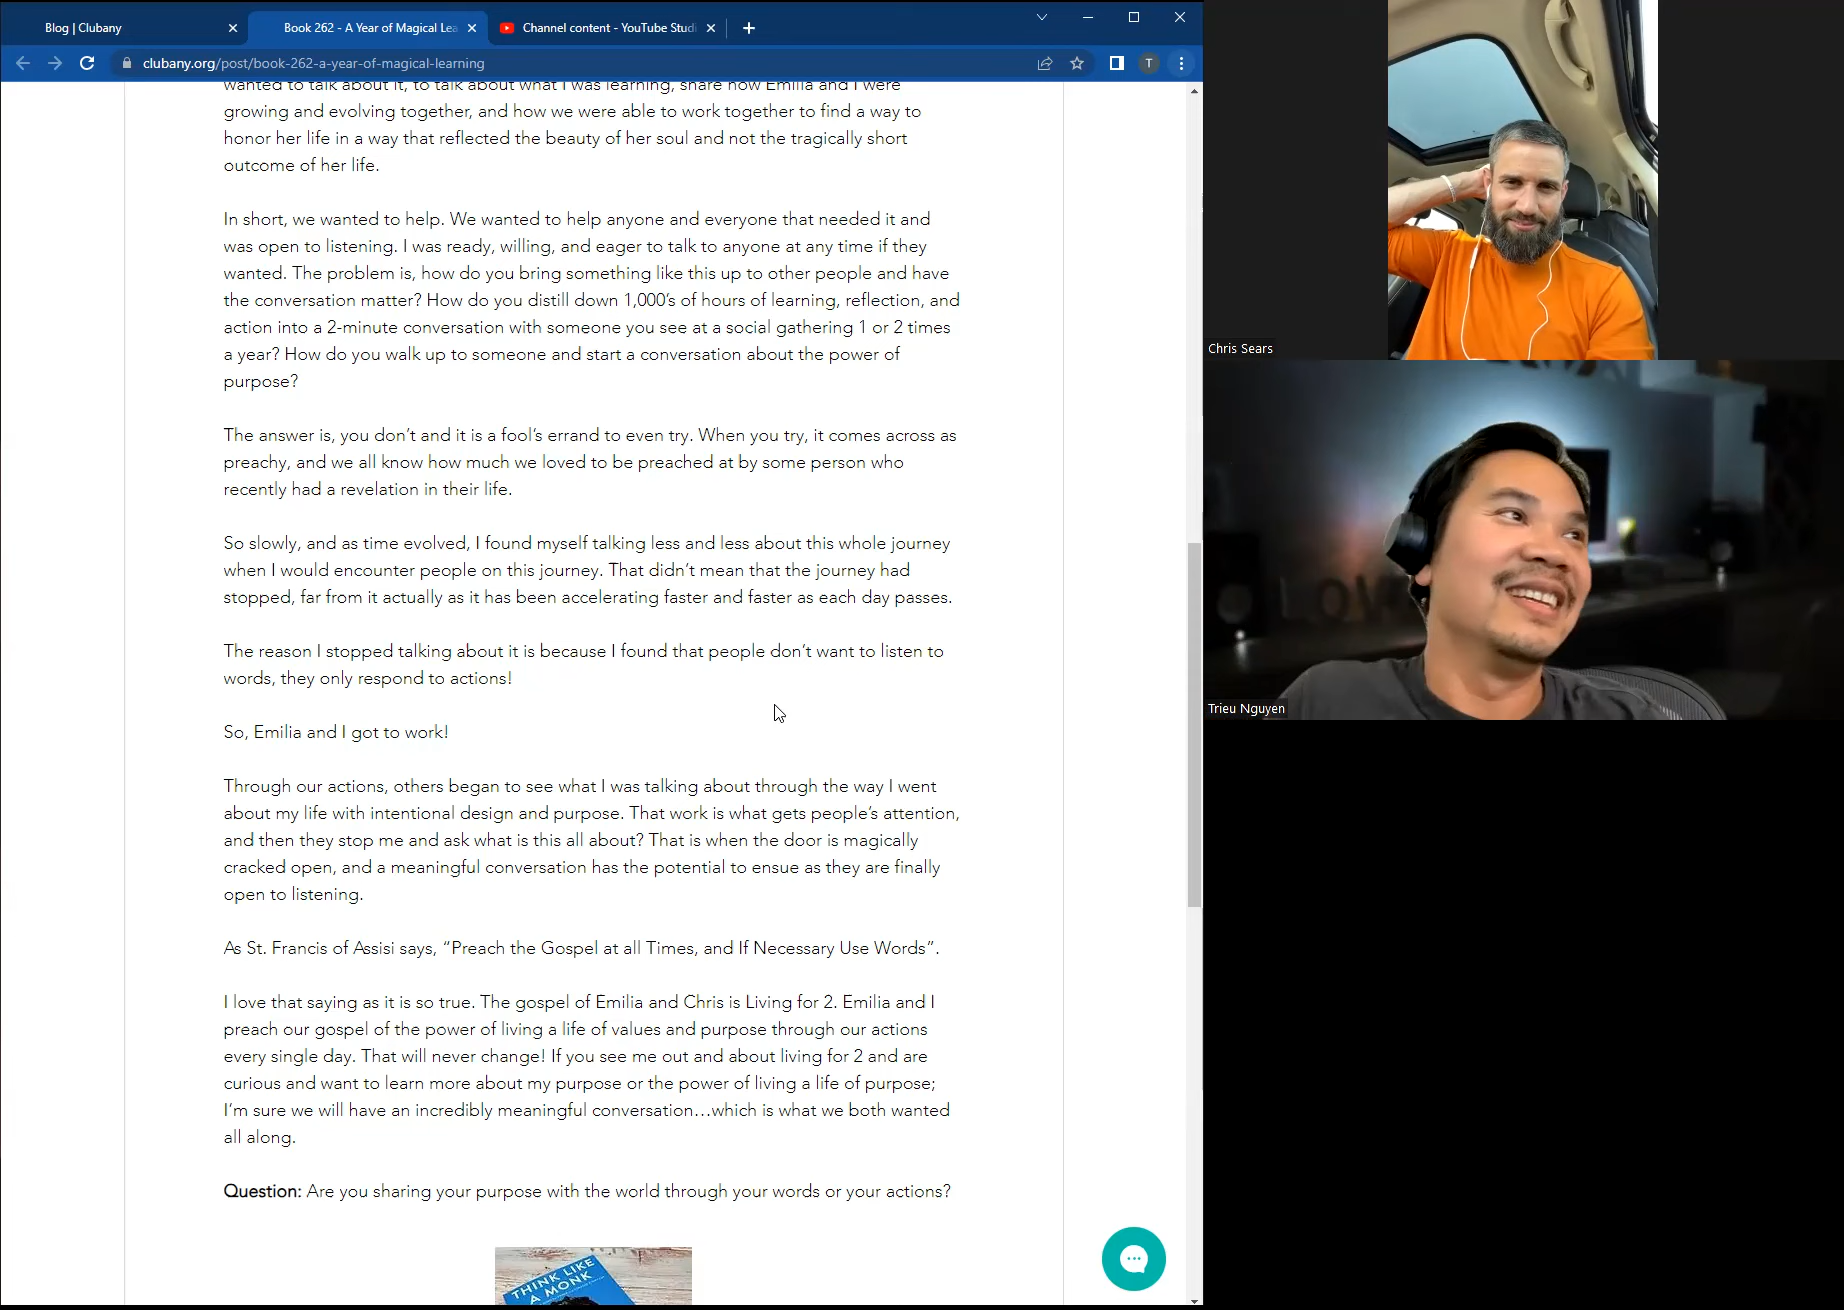 Blog | Clubany
Book 262 - A Year of Magical Lea
Channel content - YouTube Studi
clubany.org/post/book-262-a-year-of-magical-learning
T
wanted to talk about it, to talk about what I was learning, share how Emilia and I were
growing and evolving together, and how we were able to work together to find a way to
honor her life in a way that reflected the beauty of her soul and not the tragically short
outcome of her life.
In short, we wanted to help. We wanted to help anyone and everyone that needed it and
was open to listening. I was ready, willing, and eager to talk to anyone at any time if they
wanted. The problem is, how do you bring something like this up to other people and have
the conversation matter? How do you distill down 1,000’s of hours of learning, reflection, and
action into a 2-minute conversation with someone you see at a social gathering 1 or 2 times
a year? How do you walk up to someone and start a conversation about the power of
purpose?
The answer is, you don’t and it is a fool’s errand to even try. When you try, it comes across as
preachy, and we all know how much we loved to be preached at by some person who
recently had a revelation in their life.
So slowly, and as time evolved, I found myself talking less and less about this whole journey
when I would encounter people on this journey. That didn’t mean that the journey had
stopped, far from it actually as it has been accelerating faster and faster as each day passes.
The reason I stopped talking about it is because I found that people don’t want to listen to
words, they only respond to actions!
So, Emilia and I got to work!
Through our actions, others began to see what I was talking about through the way I went
about my life with intentional design and purpose. That work is what gets people’s attention,
and then they stop me and ask what is this all about? That is when the door is magically
cracked open, and a meaningful conversation has the potential to ensue as they are finally
open to listening.
As St. Francis of Assisi says, “Preach the Gospel at all Times, and If Necessary Use Words”.
I love that saying as it is so true. The gospel of Emilia and Chris is Living for 2. Emilia and I
preach our gospel of the power of living a life of values and purpose through our actions
every single day. That will never change! If you see me out and about living for 2 and are
curious and want to learn more about my purpose or the power of living a life of purpose;
I’m sure we will have an incredibly meaningful conversation…which is what we both wanted
all along.
Question: Are you sharing your purpose with the world through your words or your actions?
THINK LIKE
A MONK
Chris Sears
LOVE
Trieu Nguyen